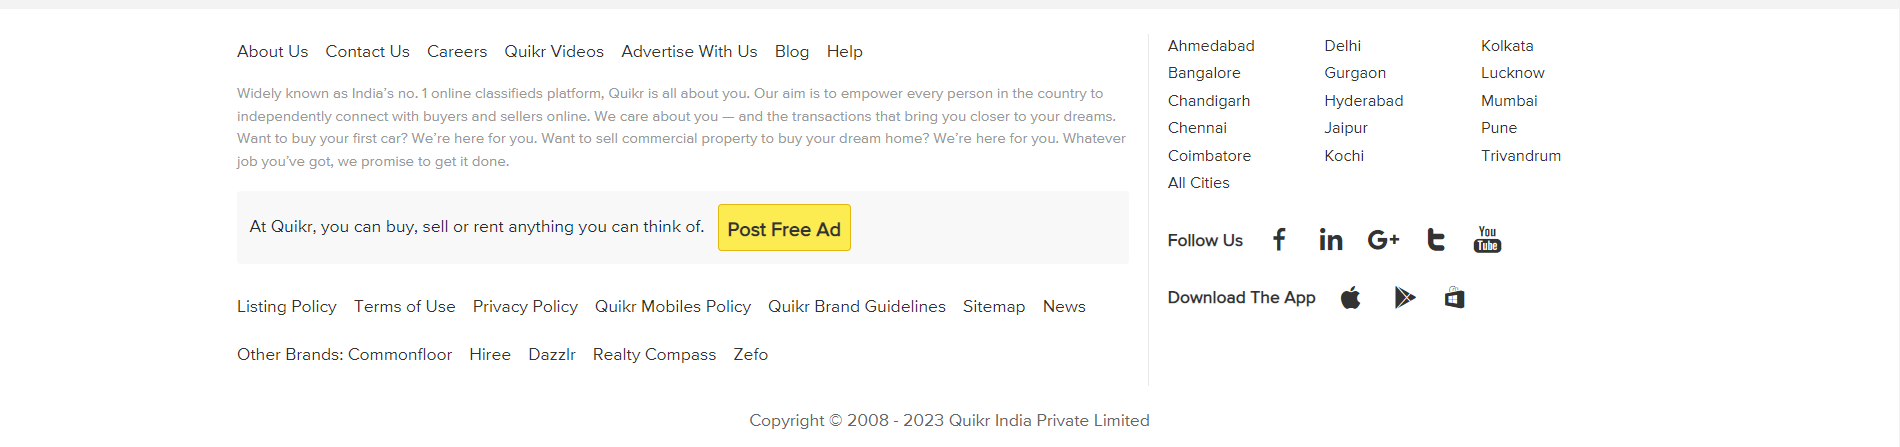 About Us Contact Us Careers Quikr Videos Advertise With Us Blog Help
Widely known as India's no. 1 online classifieds platform, Quikr is all about you. Our aim is to empower every person in the country to
independently connect with buyers and sellers online. We care about you — and the transactions that bring you closer to your dreams.
Want to buy your first car? We're here for you. Want to sell commercial property to buy your dream home? We're here for you. Whatever
job you've got, we promise to get it done.
At Quikr, you can buy, sell or rent anything you can think of. Post Free Ad
Listing Policy Terms of Use Privacy Policy Quikr Mobiles Policy Quikr Brand Guidelines Sitemap News
Other Brands: Commonfloor Hiree Dazzlr Realty Compass Zefo
Ahmedabad Delhi Kolkata
Bangalore Gurgaon Lucknow
Chandigarh Hyderabad Mumbai
Chennai Jaipur Pune
Coimbatore Kochi Trivandrum
All Cities
Follow Us f in G+ t You Tube
Download The App
Copyright © 2008 - 2023 Quikr India Private Limited